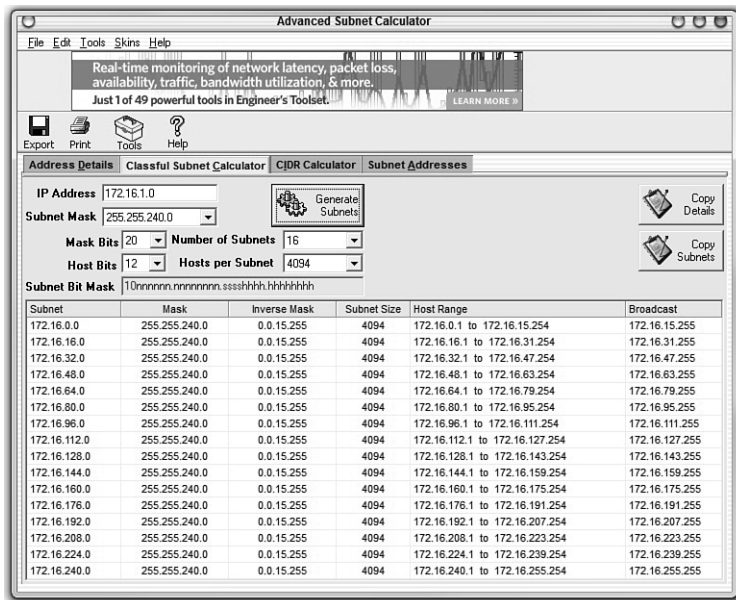 Advanced Subnet Calculator
File Edit Tools Skins Help
Real-time monitoring of network latency, packet loss,
availability, traffic, bandwidth utilization, & more.
Just 1 of 49 powerful tools in Engineer's Toolset.
LEARN MORE »
Export Print Tools Help
Address Details Classful Subnet Calculator CIDR Calculator Subnet Addresses
IP Address 172.16.1.0
Generate Subnets
Copy Details
Subnet Mask 255.255.240.0
Mask Bits 20 Number of Subnets 16
Copy Subnets
Host Bits 12 Hosts per Subnet 4094
Subnet Bit Mask 10nnnnnn.nnnnnnnn.sssshhhh.hhhhhhhh
Subnet Mask Inverse Mask Subnet Size Host Range Broadcast
172.16.0.0 255.255.240.0 0.0.15.255 4094 172.16.0.1 to 172.16.15.254 172.16.15.255
172.16.16.0 255.255.240.0 0.0.15.255 4094 172.16.16.1 to 172.16.31.254 172.16.31.255
172.16.32.0 255.255.240.0 0.0.15.255 4094 172.16.32.1 to 172.16.47.254 172.16.47.255
172.16.48.0 255.255.240.0 0.0.15.255 4094 172.16.48.1 to 172.16.63.254 172.16.63.255
172.16.64.0 255.255.240.0 0.0.15.255 4094 172.16.64.1 to 172.16.79.254 172.16.79.255
172.16.80.0 255.255.240.0 0.0.15.255 4094 172.16.80.1 to 172.16.95.254 172.16.95.255
172.16.96.0 255.255.240.0 0.0.15.255 4094 172.16.96.1 to 172.16.111.254 172.16.111.255
172.16.112.0 255.255.240.0 0.0.15.255 4094 172.16.112.1 to 172.16.127.254 172.16.127.255
172.16.128.0 255.255.240.0 0.0.15.255 4094 172.16.128.1 to 172.16.143.254 172.16.143.255
172.16.144.0 255.255.240.0 0.0.15.255 4094 172.16.144.1 to 172.16.159.254 172.16.159.255
172.16.160.0 255.255.240.0 0.0.15.255 4094 172.16.160.1 to 172.16.175.254 172.16.175.255
172.16.176.0 255.255.240.0 0.0.15.255 4094 172.16.176.1 to 172.16.191.254 172.16.191.255
172.16.192.0 255.255.240.0 0.0.15.255 4094 172.16.192.1 to 172.16.207.254 172.16.207.255
172.16.208.0 255.255.240.0 0.0.15.255 4094 172.16.208.1 to 172.16.223.254 172.16.223.255
172.16.224.0 255.255.240.0 0.0.15.255 4094 172.16.224.1 to 172.16.239.254 172.16.239.255
172.16.240.0 255.255.240.0 0.0.15.255 4094 172.16.240.1 to 172.16.255.254 172.16.255.255